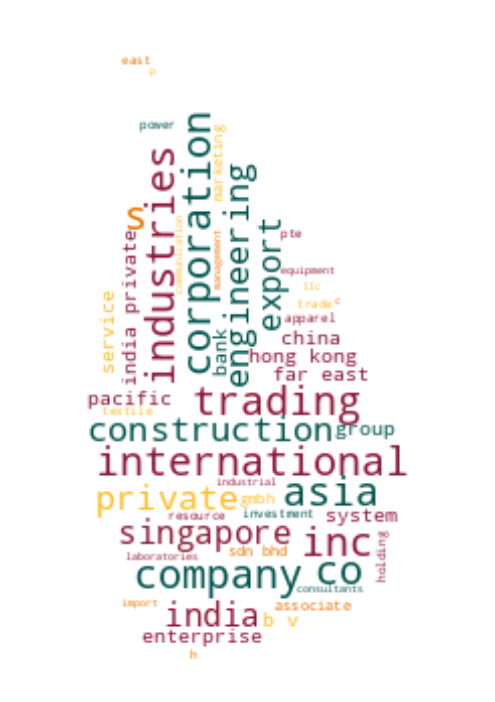 east
p
power
industries
corporation
marketing
communication
management
engineering
s
india private
service
bank
export
pte
equipment
llc
trade
c
apparel
china
hong kong
far east
pacific
trading
textile
construction
group
international
industrial
private
gmbh
asia
resource
investment
system
singapore
inc
holding
laboratories
sdn bhd
company
co
consultants
import
associate
india
b v
enterprise
h